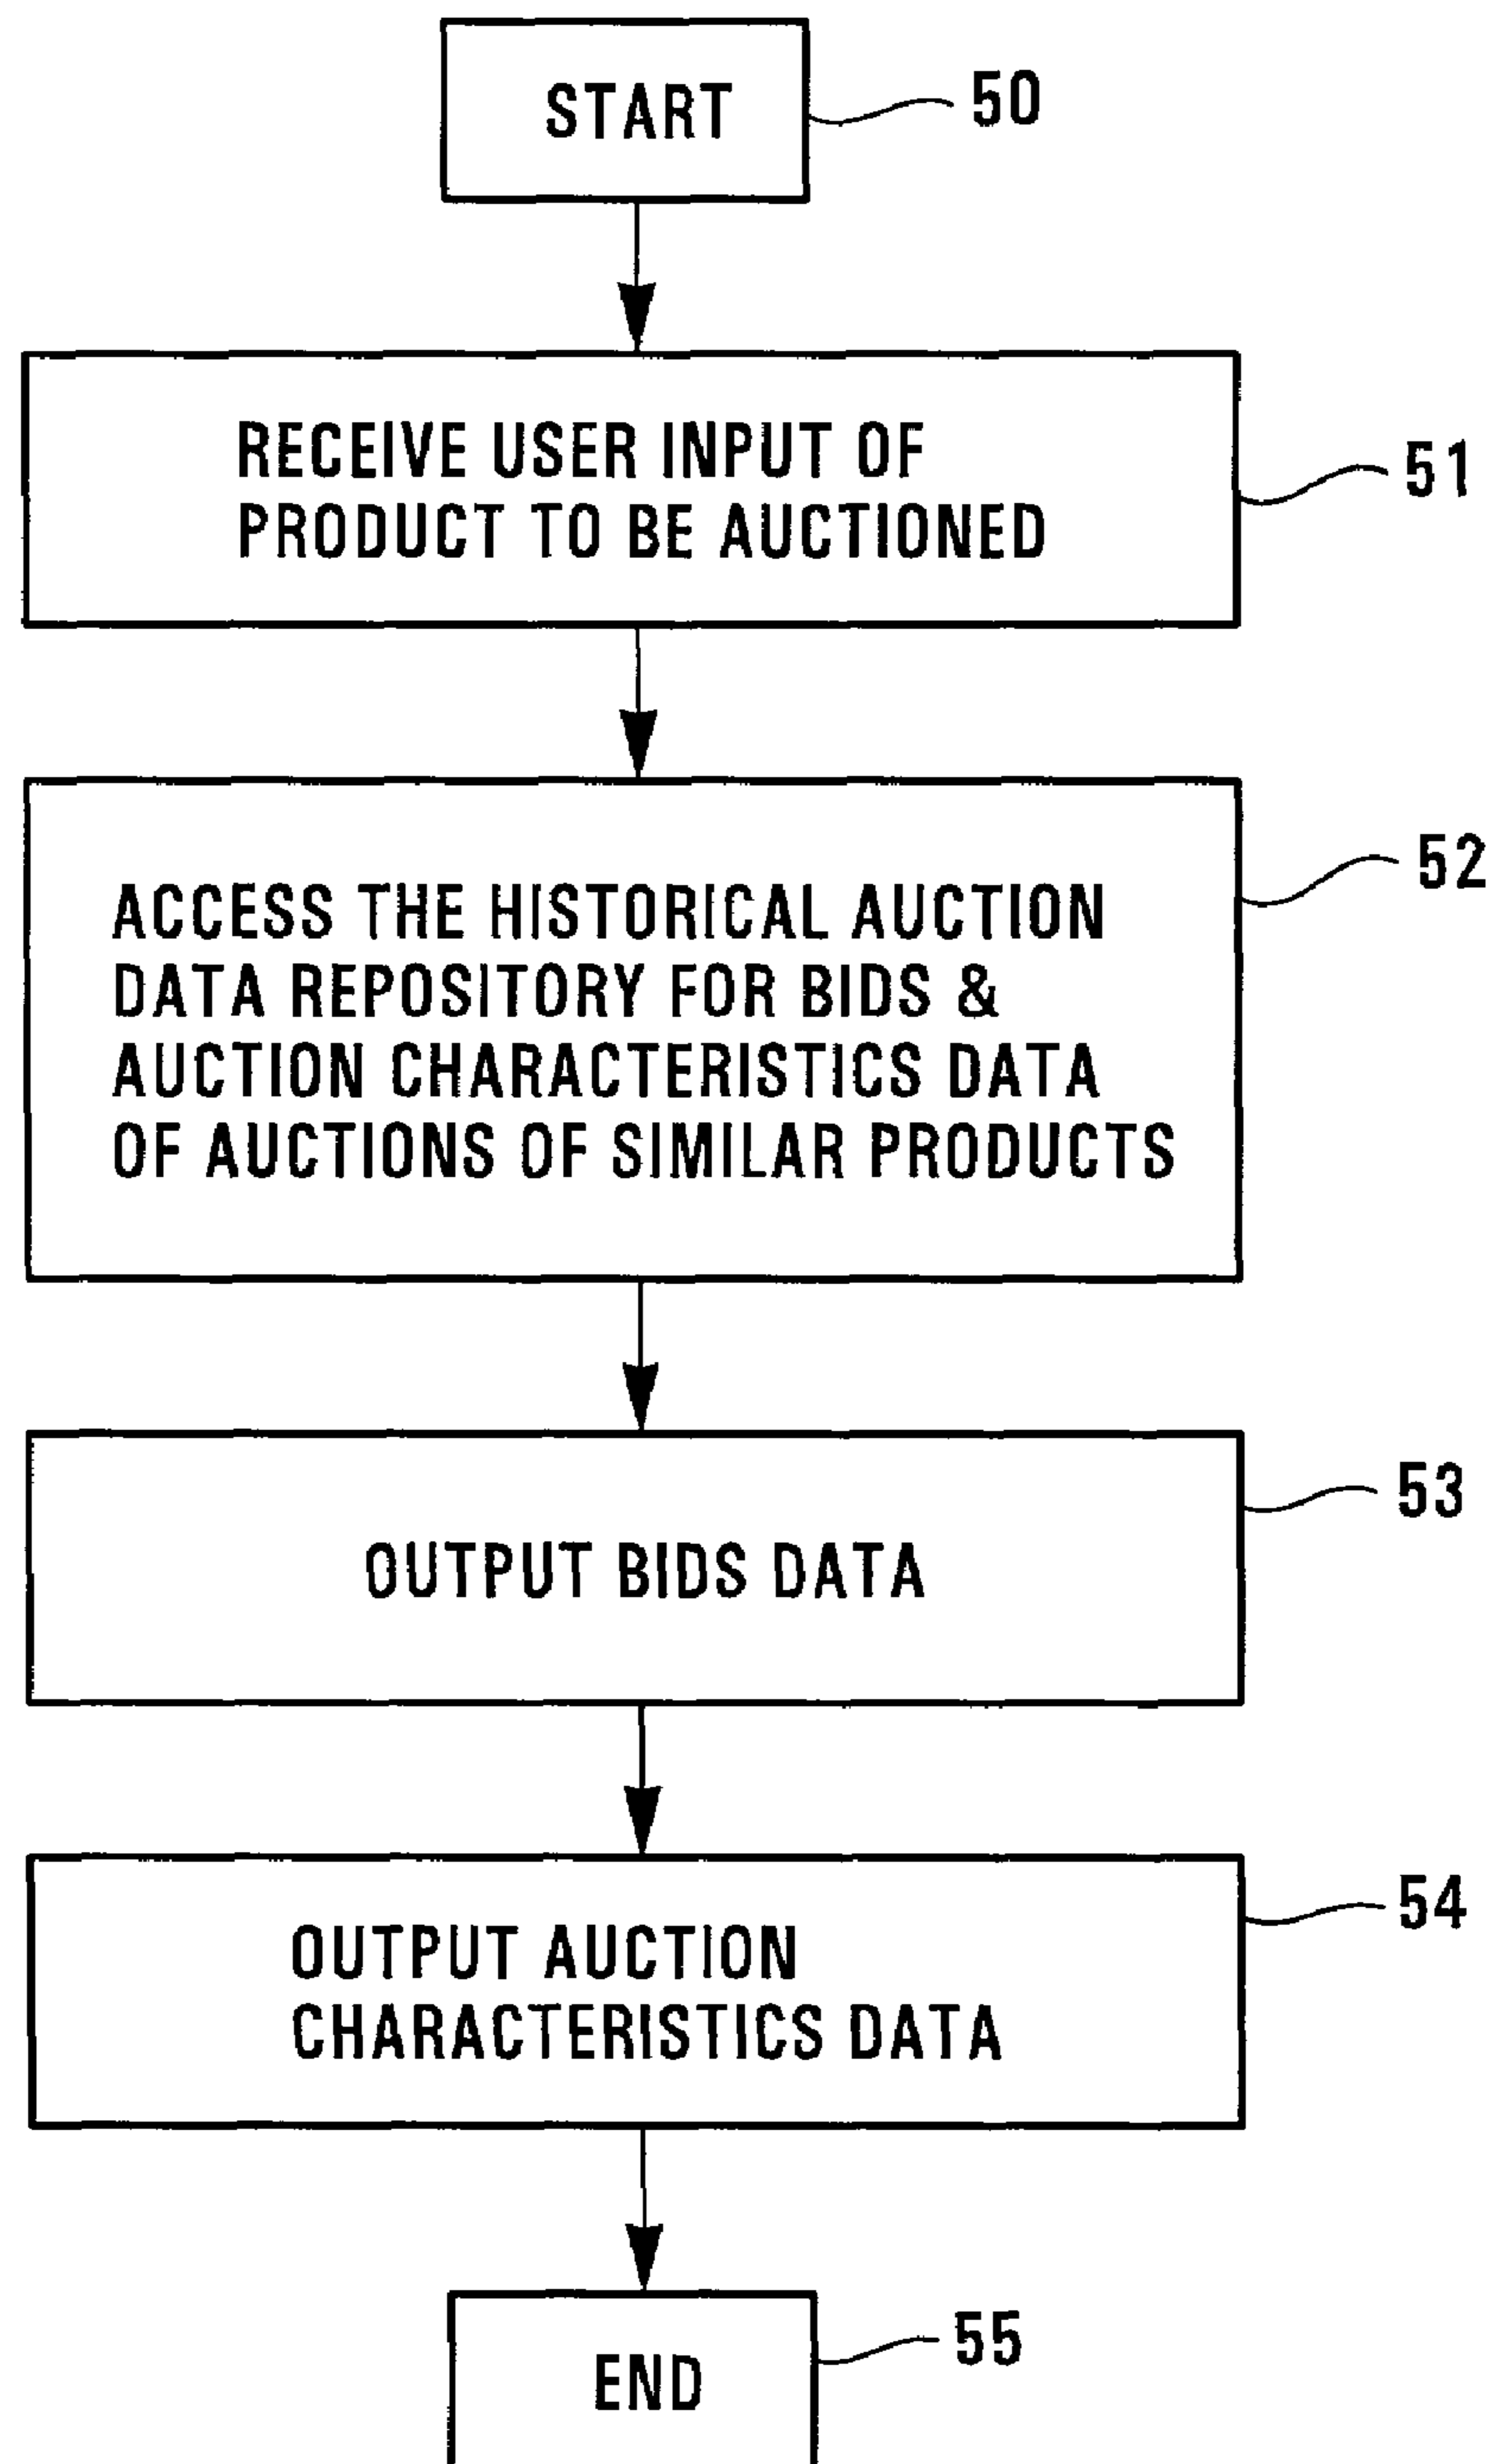 START
50
RECEIVE USER INPUT OF
PRODUCT TO BE AUCTIONED
51
ACCESS THE HISTORICAL AUCTION
DATA REPOSITORY FOR BIDS &
AUCTION CHARACTERISTICS DATA
OF AUCTIONS OF SIMILAR PRODUCTS
52
OUTPUT BIDS DATA
53
OUTPUT AUCTION
CHARACTERISTICS DATA
54
END
55